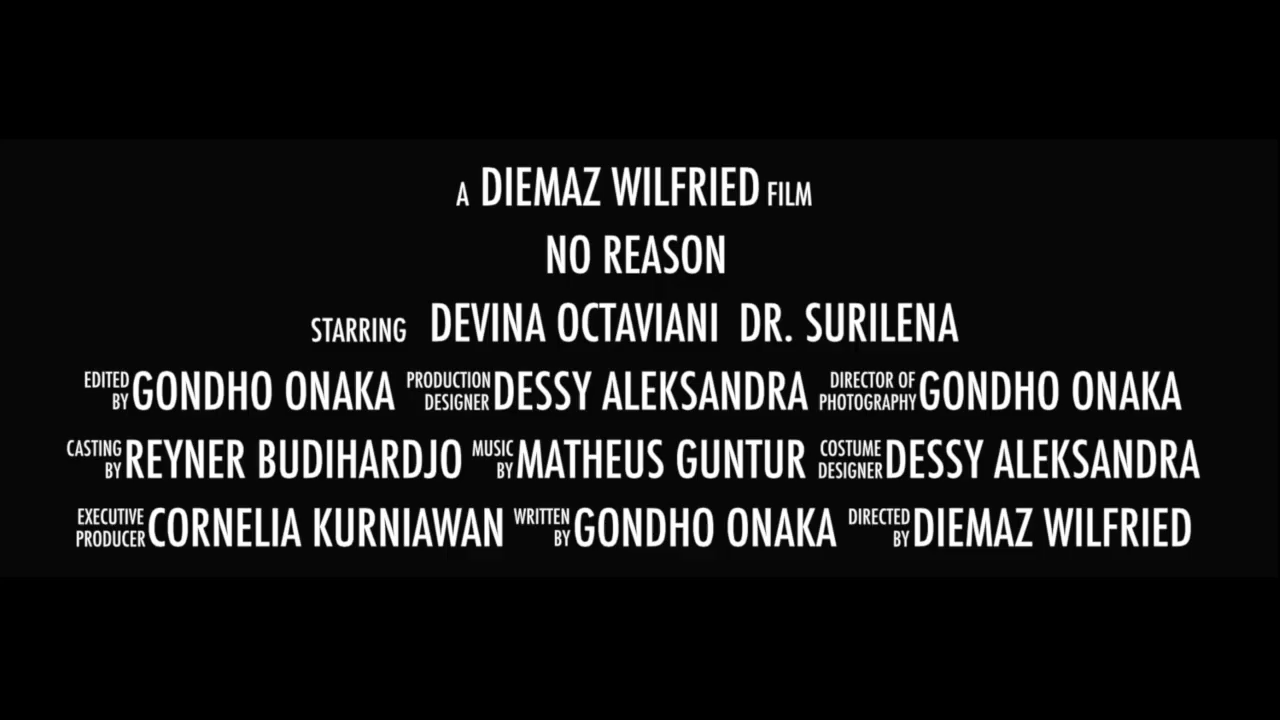 A DIEMAZ WILFRIED FILM
NO REASON
STARRING DEVINA OCTAVIANI DR. SURILENA
EDITED BY GONDHO ONAKA PRODUCTION DESIGNER DESSY ALEKSANDRA DIRECTOR OF PHOTOGRAPHY GONDHO ONAKA
CASTING BY REYNER BUDIHARDJO MUSIC BY MATHEUS GUNTUR COSTUME DESIGNER DESSY ALEKSANDRA
EXECUTIVE PRODUCER CORNELIA KURNIAWAN WRITTEN BY GONDHO ONAKA DIRECTED BY DIEMAZ WILFRIED